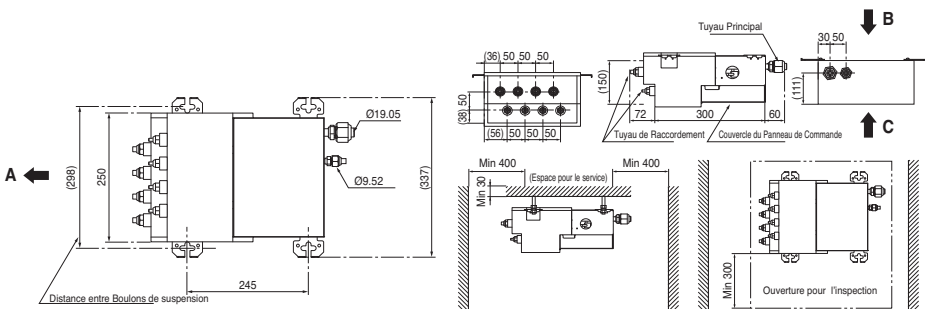 A
(298)
250
Ø19.05
Ø9.52
(337)
245
Distance entre Boulons de suspension
(36) 50 50 50
(38) 50
(56) 50 50 50
Tuyau Principal
(150)
72 300 60
Tuyau de Raccordement
Couvercle du Panneau de Commande
B
30 50
(111)
C
Min 400 Min 400
(Espace pour le service)
Min 30
Min 300
Ouverture pour l'inspection